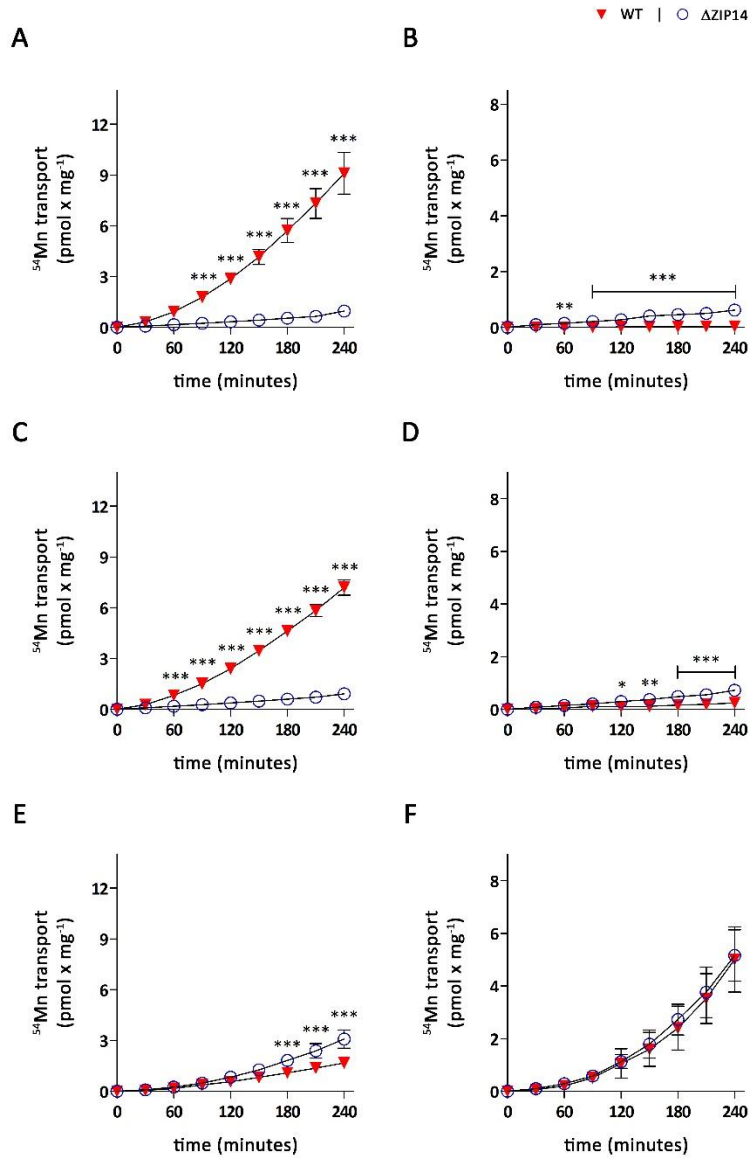 WT | ΔZIP14
A
B
⁵⁴Mn transport
(pmol x mg⁻¹)
12
9
6
3
0
*** *** *** *** *** ***
0 60 120 180 240
time (minutes)
⁵⁴Mn transport
(pmol x mg⁻¹)
8
6
4
2
0
** ***
0 60 120 180 240
time (minutes)
C
D
⁵⁴Mn transport
(pmol x mg⁻¹)
12
9
6
3
0
*** *** *** *** *** *** ***
0 60 120 180 240
time (minutes)
⁵⁴Mn transport
(pmol x mg⁻¹)
8
6
4
2
0
* ** ***
0 60 120 180 240
time (minutes)
E
F
⁵⁴Mn transport
(pmol x mg⁻¹)
12
9
6
3
0
*** *** ***
0 60 120 180 240
time (minutes)
⁵⁴Mn transport
(pmol x mg⁻¹)
8
6
4
2
0
0 60 120 180 240
time (minutes)